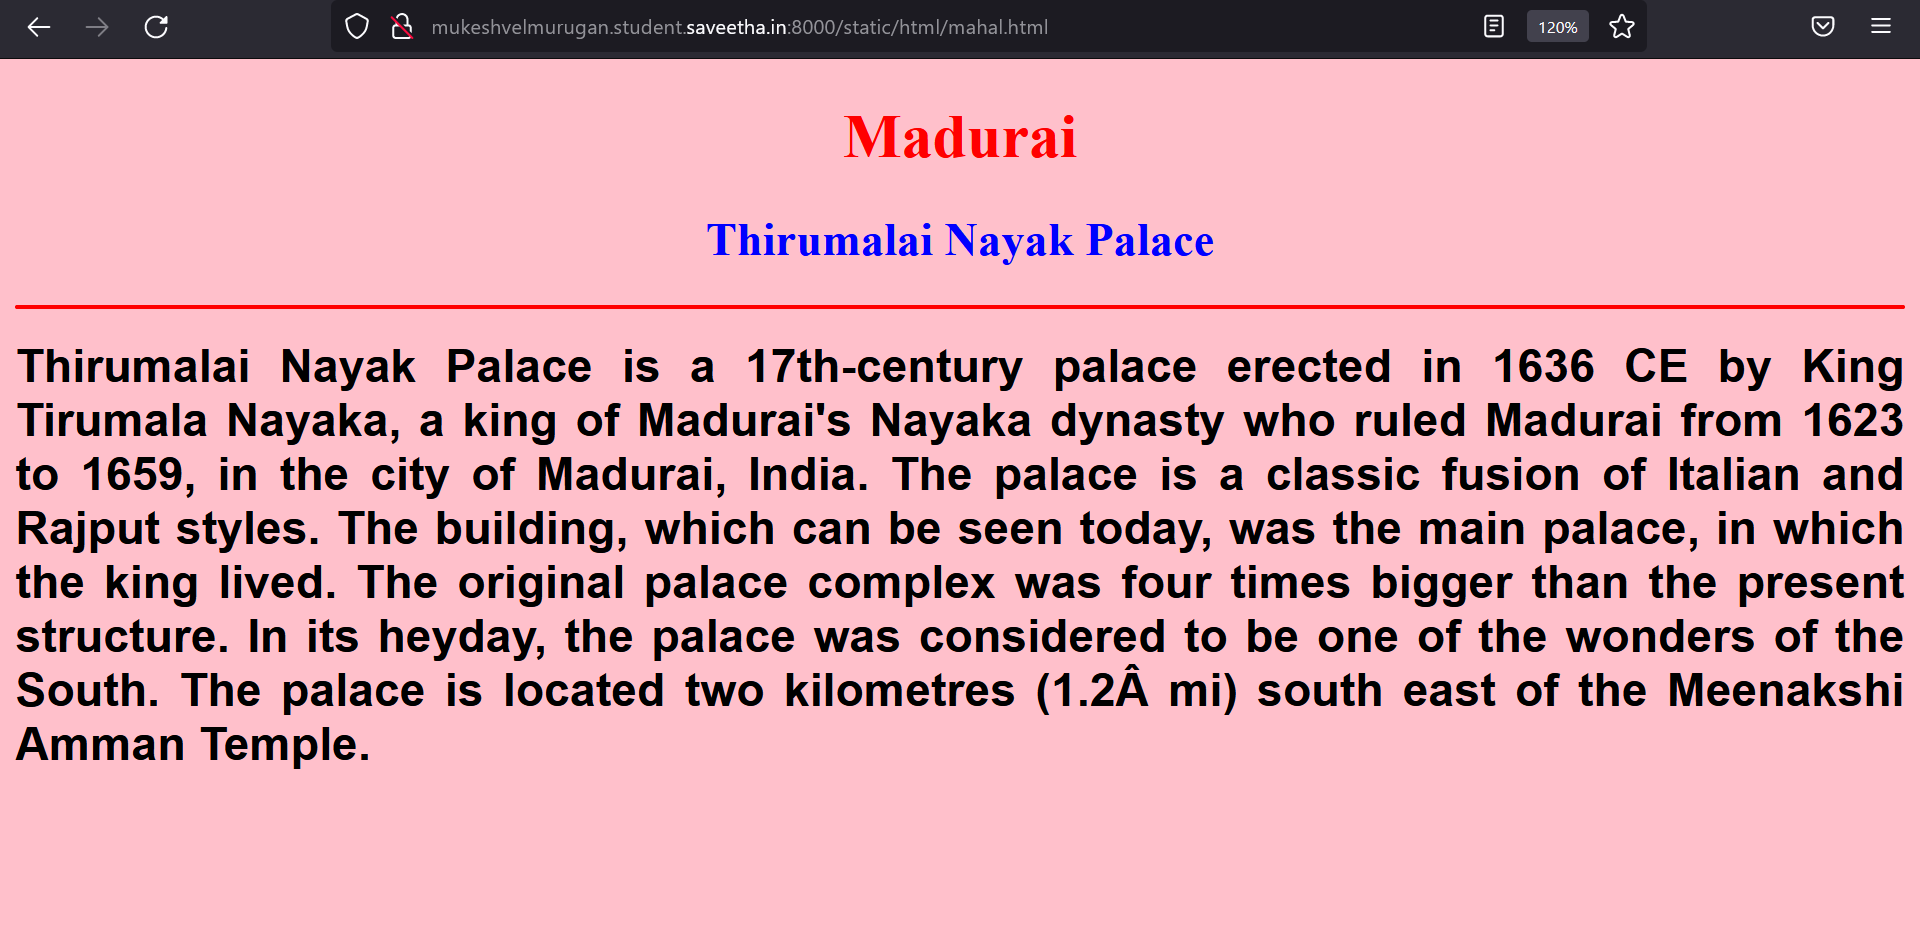 mukeshvelmurugan.student.saveetha.in:8000/static/html/mahal.html
120%
Madurai
Thirumalai Nayak Palace
Thirumalai Nayak Palace is a 17th-century palace erected in 1636 CE by King
Tirumala Nayaka, a king of Madurai's Nayaka dynasty who ruled Madurai from 1623
to 1659, in the city of Madurai, India. The palace is a classic fusion of Italian and
Rajput styles. The building, which can be seen today, was the main palace, in which
the king lived. The original palace complex was four times bigger than the present
structure. In its heyday, the palace was considered to be one of the wonders of the
South. The palace is located two kilometres (1.2Â mi) south east of the Meenakshi
Amman Temple.